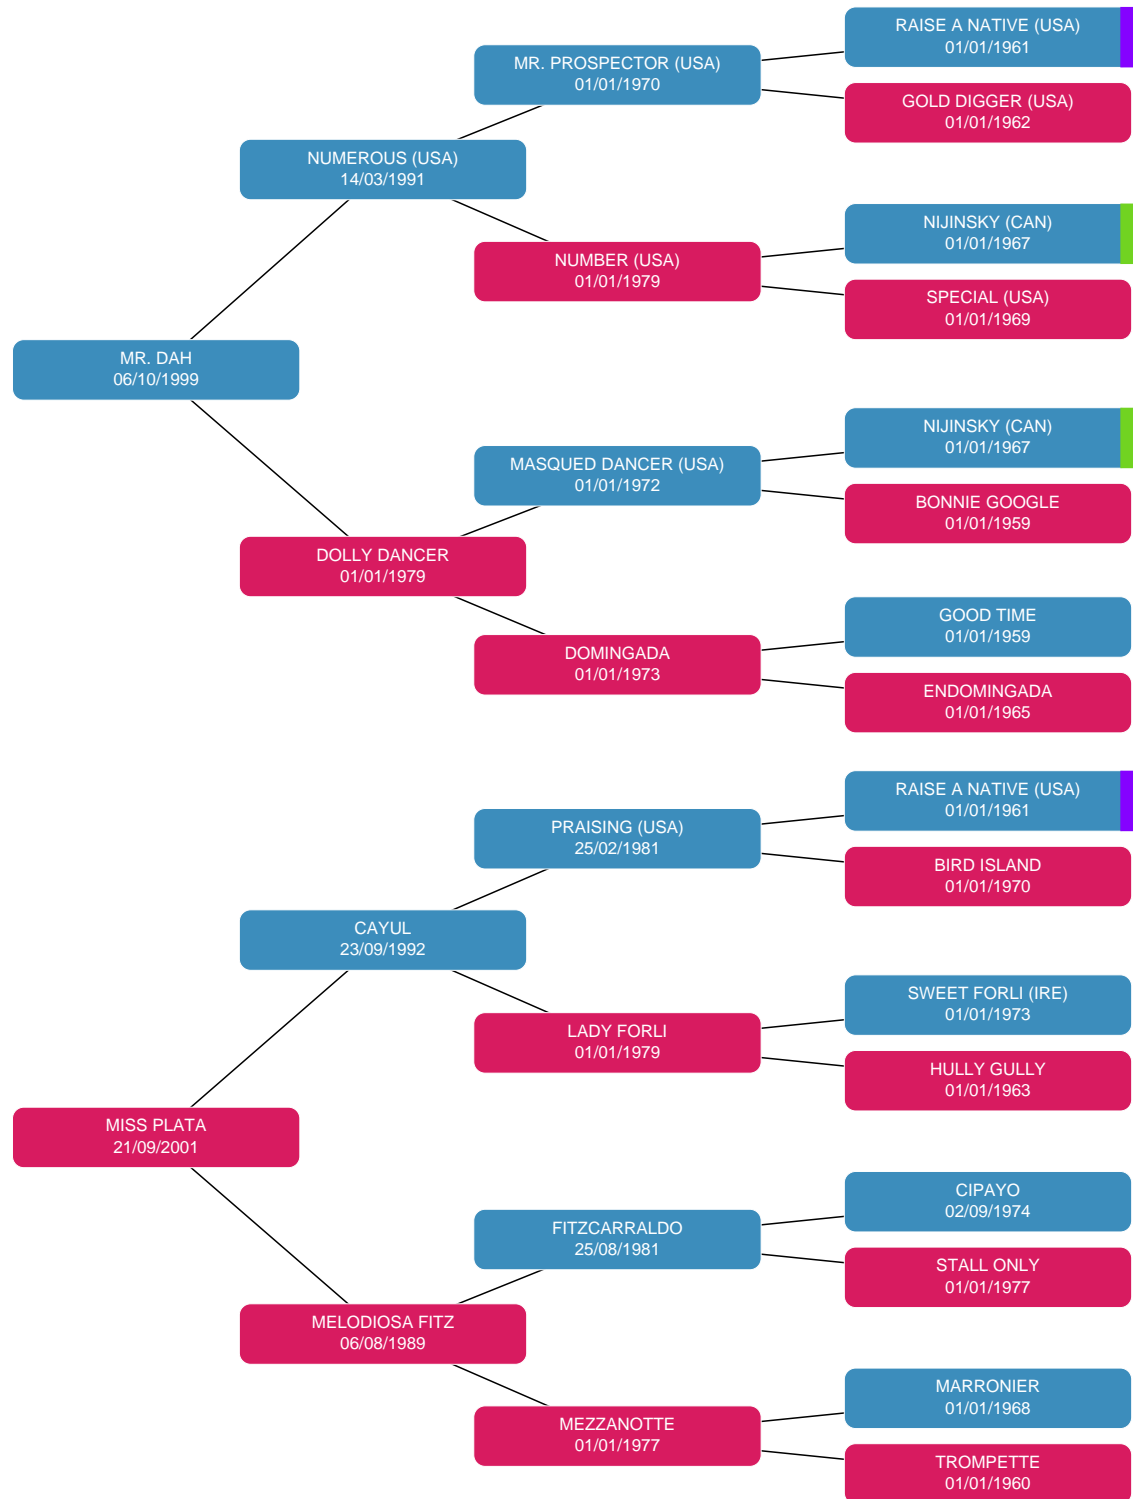 RAISE A NATIVE (USA)
01/01/1961
MR. PROSPECTOR (USA)
01/01/1970
GOLD DIGGER (USA)
01/01/1962
NUMEROUS (USA)
14/03/1991
NIJINSKY (CAN)
01/01/1967
NUMBER (USA)
01/01/1979
SPECIAL (USA)
01/01/1969
MR. DAH
06/10/1999
NIJINSKY (CAN)
01/01/1967
MASQUED DANCER (USA)
01/01/1972
BONNIE GOOGLE
01/01/1959
DOLLY DANCER
01/01/1979
GOOD TIME
01/01/1959
DOMINGADA
01/01/1973
ENDOMINGADA
01/01/1965
RAISE A NATIVE (USA)
01/01/1961
PRAISING (USA)
25/02/1981
BIRD ISLAND
01/01/1970
CAYUL
23/09/1992
SWEET FORLI (IRE)
01/01/1973
LADY FORLI
01/01/1979
HULLY GULLY
01/01/1963
MISS PLATA
21/09/2001
CIPAYO
02/09/1974
FITZCARRALDO
25/08/1981
STALL ONLY
01/01/1977
MELODIOSA FITZ
06/08/1989
MARRONIER
01/01/1968
MEZZANOTTE
01/01/1977
TROMPETTE
01/01/1960